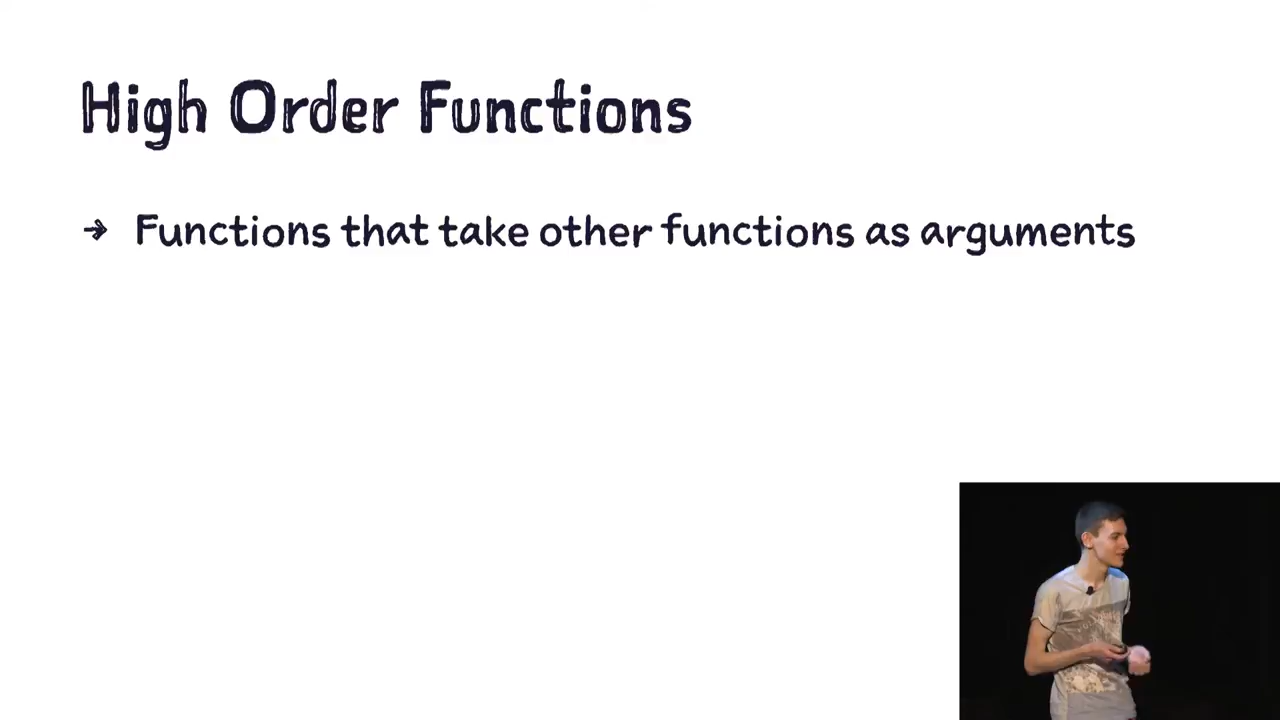 High Order Functions
→ Functions that take other functions as arguments